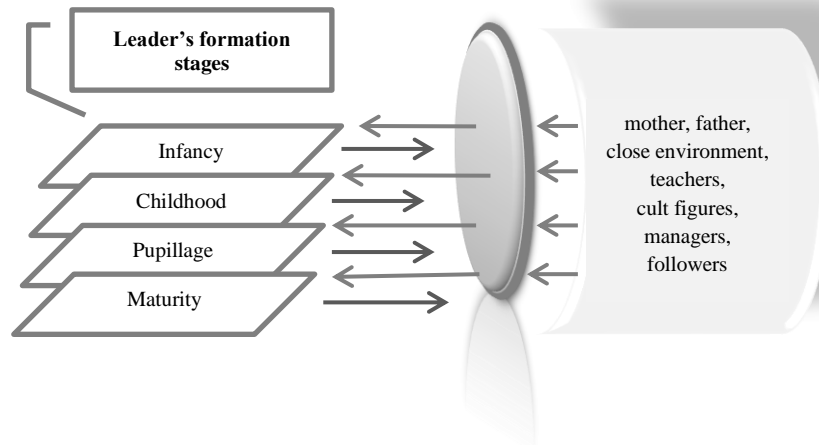 Leader’s formation
stages
Infancy
Childhood
Pupillage
Maturity
mother, father,
close environment,
teachers,
cult figures,
managers,
followers